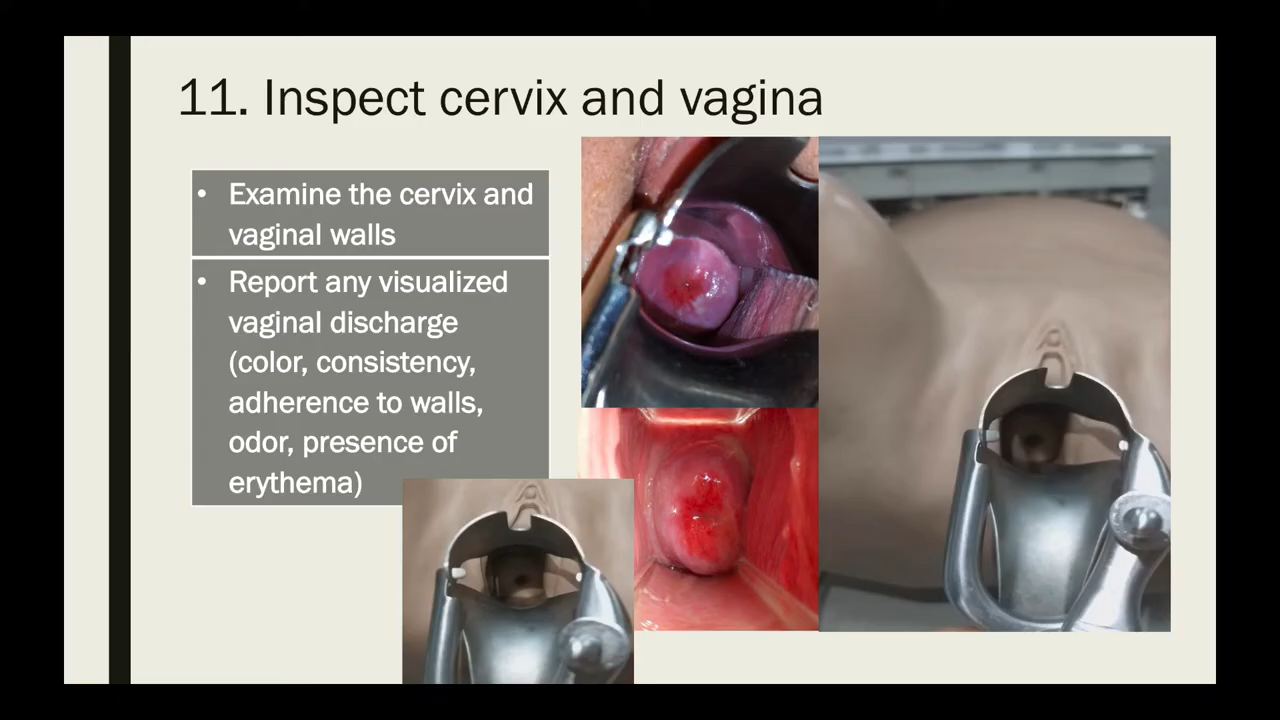 11. Inspect cervix and vagina
• Examine the cervix and
vaginal walls
• Report any visualized
vaginal discharge
(color, consistency,
adherence to walls,
odor, presence of
erythema)